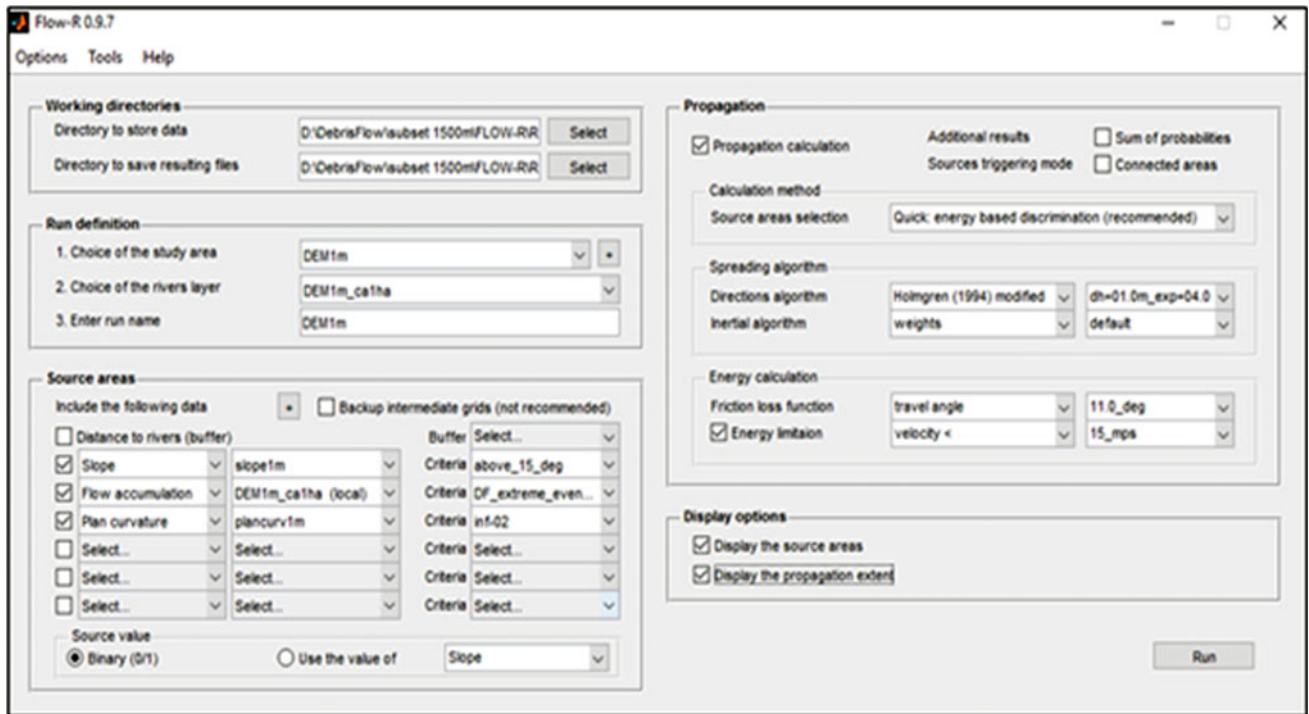 Flow-R 0.9.7
Options Tools Help
Working directories
Directory to store data D:\DebrisFlow\subset 1500m\FLOW-R\R Select
Directory to save resulting files D:\DebrisFlow\subset 1500m\FLOW-R\R Select
Run definition
1. Choice of the study area DEM1m
2. Choice of the rivers layer DEM1m_ca1ha
3. Enter run name DEM1m
Source areas
Include the following data Backup intermediate grids (not recommended)
Distance to rivers (buffer) Buffer Select...
Slope slope1m Criteria above_15_deg
Flow accumulation DEM1m_ca1ha (local) Criteria DF_extreme_even...
Plan curvature plancurv1m Criteria inf-02
Select... Select... Criteria Select...
Select... Select... Criteria Select...
Select... Select... Criteria Select...
Source value
Binary (0/1) Use the value of Slope
Propagation
Propagation calculation Additional results Sum of probabilities
Sources triggering mode Connected areas
Calculation method
Source areas selection Quick: energy based discrimination (recommended)
Spreading algorithm
Directions algorithm Holmgren (1994) modified dh=01.0m_exp=04.0
Inertial algorithm weights default
Energy calculation
Friction loss function travel angle 11.0_deg
Energy limitaion velocity < 15_mps
Display options
Display the source areas
Display the propagation extent
Run